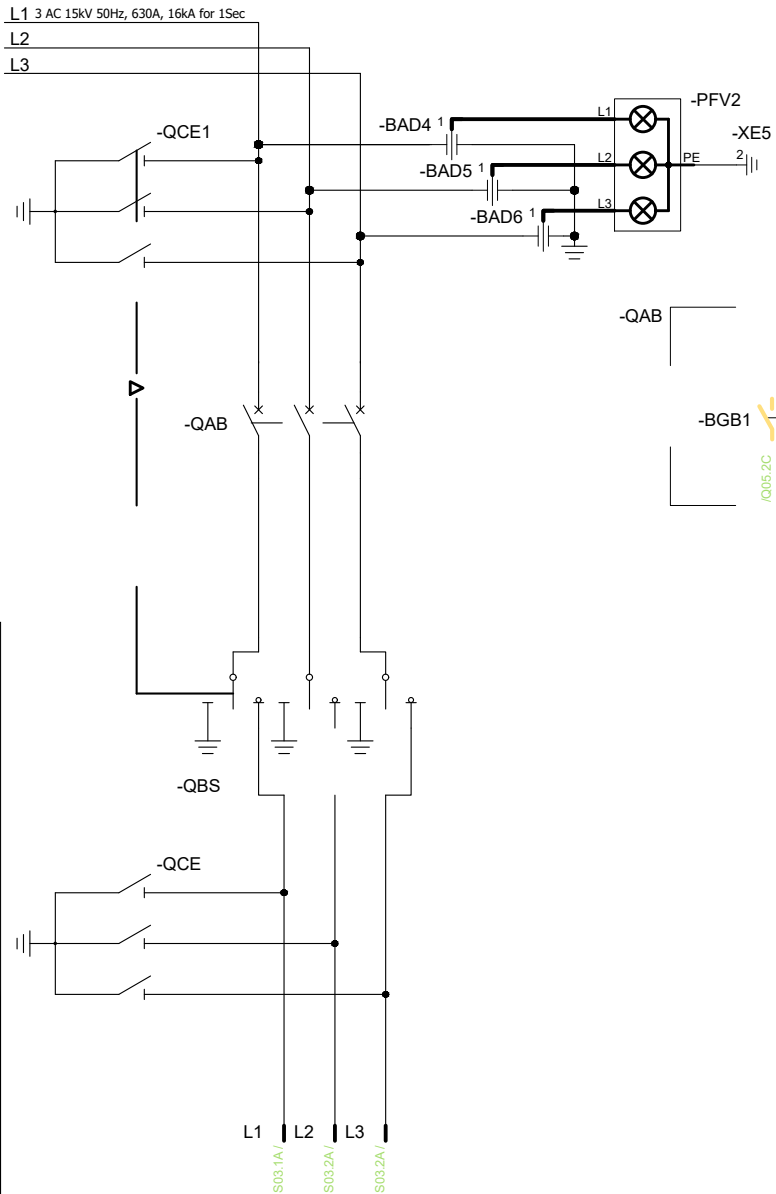 L1 3 AC 15kV 50Hz, 630A, 16kA for 1Sec
L2
L3
-PFV2
L1
-QCE1
-BAD4 1
-XE5
L2
PE
2
-BAD5 1
L3
-BAD6 1
-QAB
-QAB
-BGB1
/Q05.2C
-QBS
-QCE
L1 L2 L3
S03.1A /
S03.2A /
S03.2A /